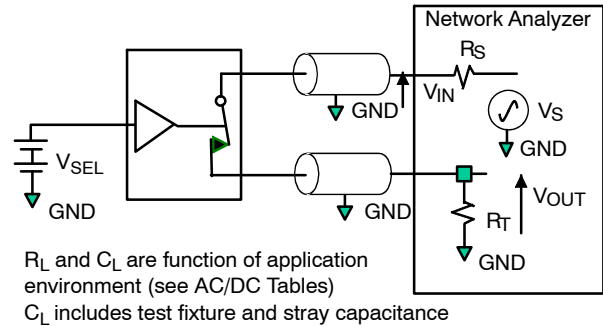 Network Analyzer
RS
GND
VIN
VS
GND
VSEL
GND
GND
VOUT
RT
GND
RL and CL are function of application
environment (see AC/DC Tables)
CL includes test fixture and stray capacitance